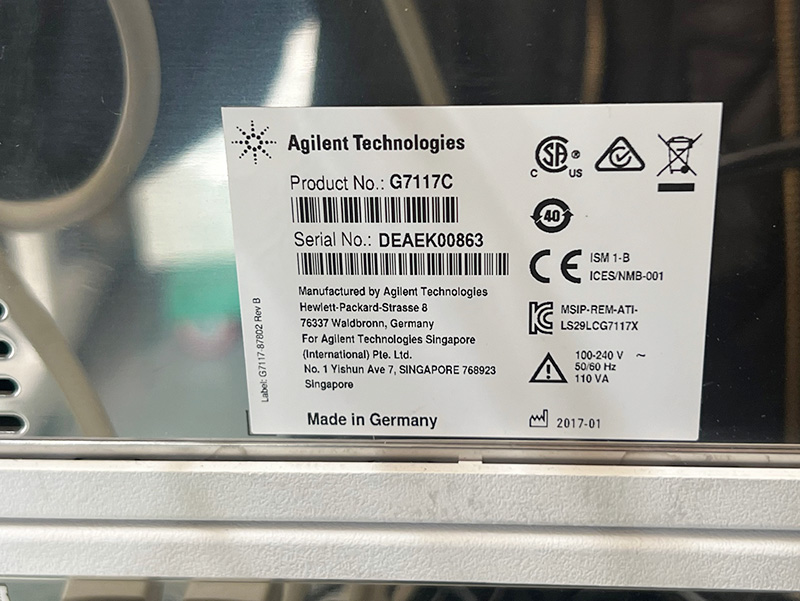 Agilent Technologies
Product No.: G7117C
Serial No.: DEAEK00863
Manufactured by Agilent Technologies
Hewlett-Packard-Strasse 8
76337 Waldbronn, Germany
For Agilent Technologies Singapore
(International) Pte. Ltd.
No. 1 Yishun Ave 7, SINGAPORE 768923
Singapore
Made in Germany
Label: G7117-87802 Rev B
C SA ® US
40
CE ISM 1-B
ICES/NMB-001
MSIP-REM-ATI-
LS29LCG7117X
100-240 V ~
50/60 Hz
110 VA
2017-01